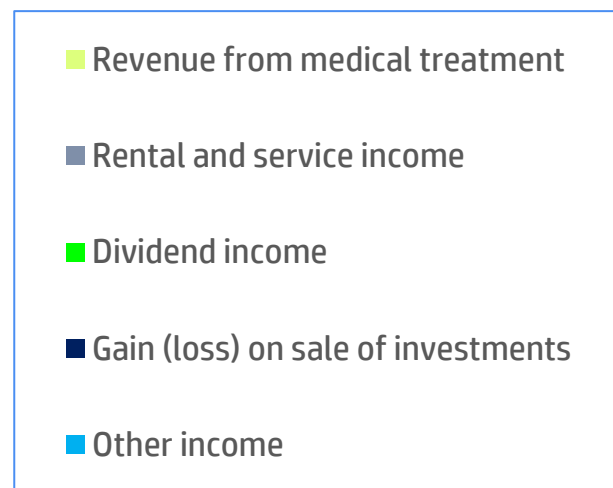 Revenue from medical treatment
Rental and service income
Dividend income
Gain (loss) on sale of investments
Other income